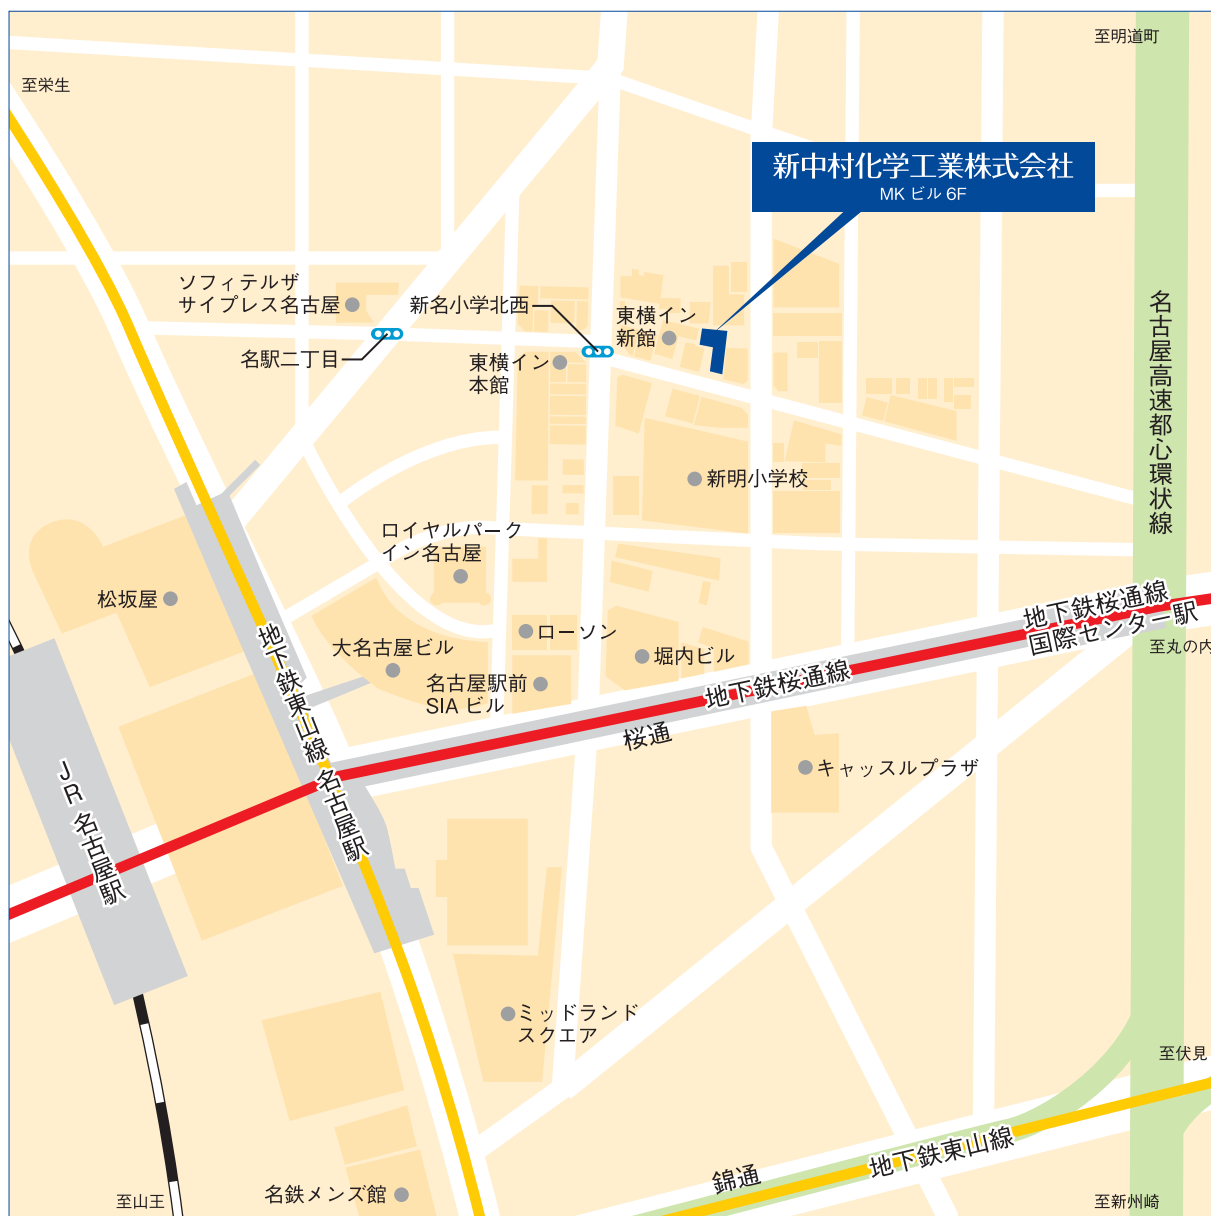 至明道町
至栄生
新中村化学工業株式会社
MK ビル 6F
ソフィテルザ
サイプレス名古屋
新名小学北西
東横イン
新館
名駅二丁目
東横イン
本館
名古屋高速都心環状線
新明小学校
ロイヤルパーク
イン名古屋
松坂屋
地下鉄桜通線
国際センター駅
ローソン
大名古屋ビル
堀内ビル
至丸の内
地下鉄東山線 名古屋駅
名古屋駅前
SIA ビル
地下鉄桜通線
桜通
キャッスルプラザ
JR 名古屋駅
ミッドランド
スクエア
至伏見
地下鉄東山線
錦通
名鉄メンズ館
至山王
至新州崎